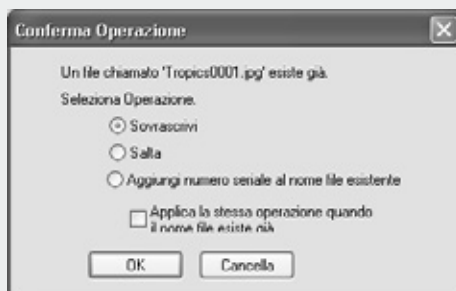 Conferma Operazione
Un file chiamato 'Tropics0001.jpg' esiste già.
Seleziona Operazione.
Sovrascrivi
Salta
Aggiungi numero seriale al nome file esistente
Applica la stessa operazione quando
il nome file esiste già
OK
Cancella